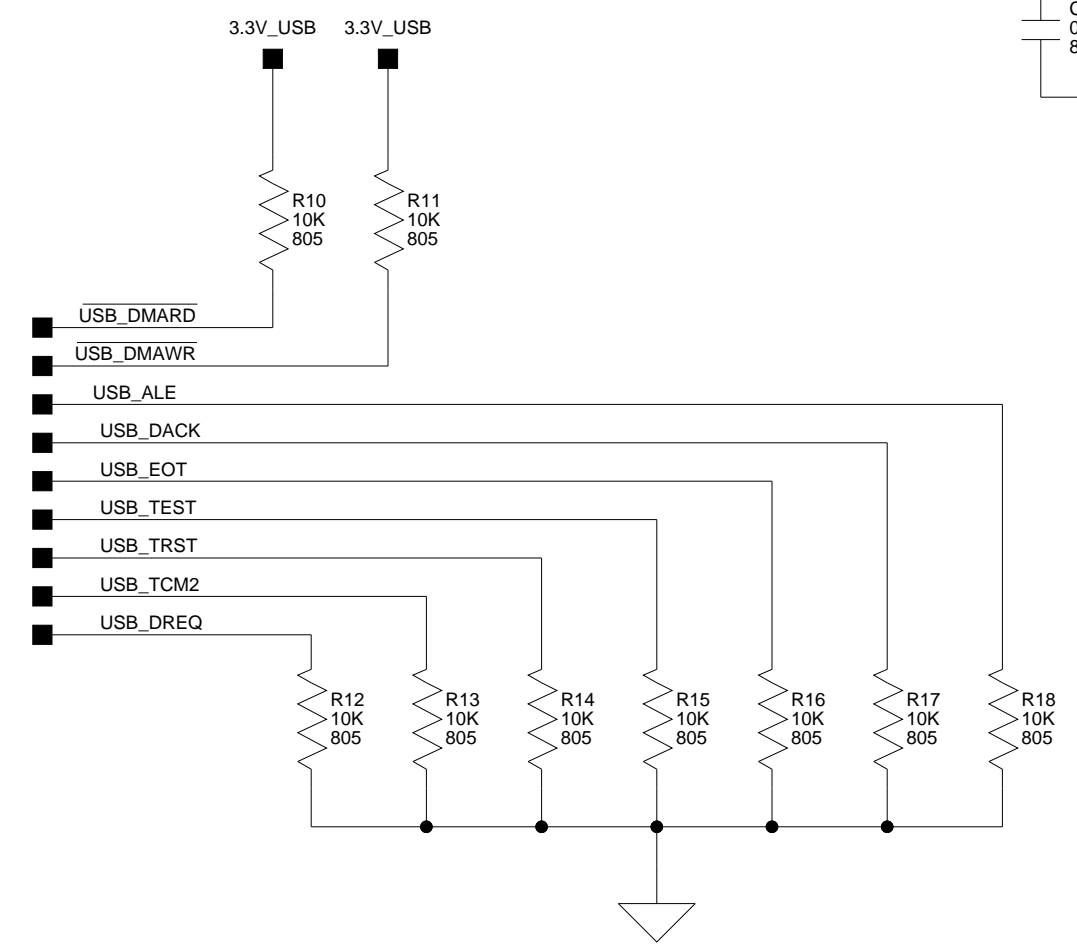 C
0
8
3.3V_USB 3.3V_USB
R10
10K
805
R11
10K
805
USB_DMARD
USB_DMAWR
USB_ALE
USB_DACK
USB_EOT
USB_TEST
USB_TRST
USB_TCM2
USB_DREQ
R12
10K
805
R13
10K
805
R14
10K
805
R15
10K
805
R16
10K
805
R17
10K
805
R18
10K
805